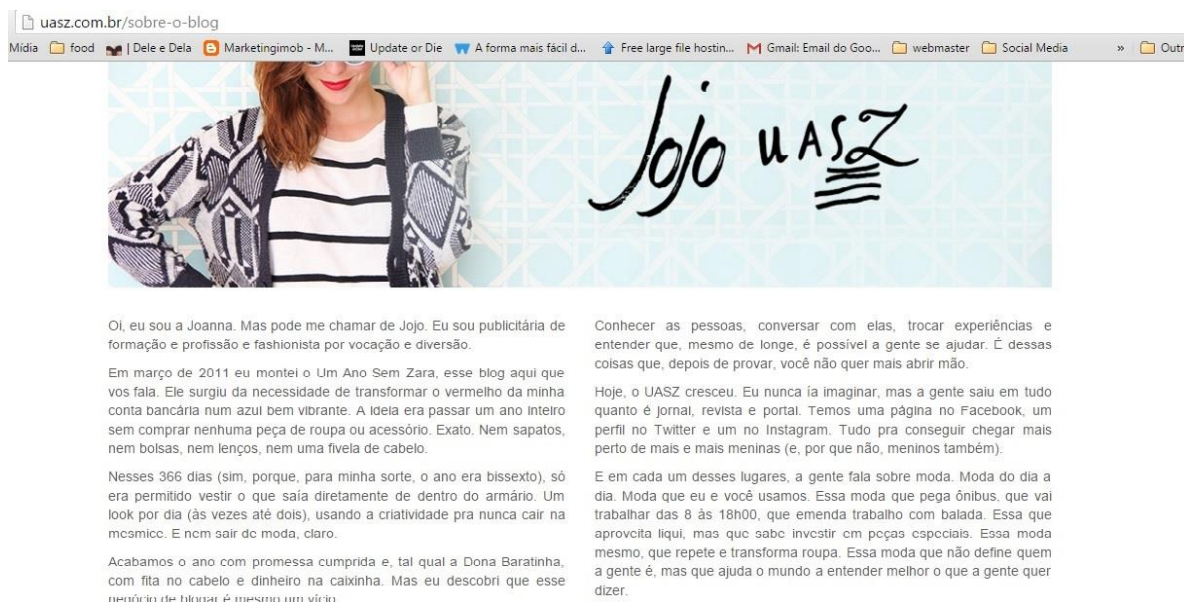 uasz.com.br/sobre-o-blog
Mídia food | Dele e Dela Marketingimob - M... Update or Die A forma mais fácil d... Free large file hostin... Gmail: Email do Goo... webmaster Social Media » Outr
Jojo UASZ
Oi, eu sou a Joanna. Mas pode me chamar de Jojo. Eu sou publicitária de
formação e profissão e fashionista por vocação e diversão.
Em março de 2011 eu montei o Um Ano Sem Zara, esse blog aqui que
vos fala. Ele surgiu da necessidade de transformar o vermelho da minha
conta bancária num azul bem vibrante. A ideia era passar um ano inteiro
sem comprar nenhuma peça de roupa ou acessório. Exato. Nem sapatos,
nem bolsas, nem lenços, nem uma fivela de cabelo.
Nesses 366 dias (sim, porque, para minha sorte, o ano era bissexto), só
era permitido vestir o que saía diretamente de dentro do armário. Um
look por dia (às vezes até dois), usando a criatividade pra nunca cair na
mesmice. E nem sair de moda, claro.
Acabamos o ano com promessa cumprida e, tal qual a Dona Baratinha,
com fita no cabelo e dinheiro na caixinha. Mas eu descobri que esse
negócio de blogar é mesmo um vício.
Conhecer as pessoas, conversar com elas, trocar experiências e
entender que, mesmo de longe, é possível a gente se ajudar. É dessas
coisas que, depois de provar, você não quer mais abrir mão.
Hoje, o UASZ cresceu. Eu nunca ía imaginar, mas a gente saiu em tudo
quanto é jornal, revista e portal. Temos uma página no Facebook, um
perfil no Twitter e um no Instagram. Tudo pra conseguir chegar mais
perto de mais e mais meninas (e, por que não, meninos também).
E em cada um desses lugares, a gente fala sobre moda. Moda do dia a
dia. Moda que eu e você usamos. Essa moda que pega ônibus, que vai
trabalhar das 8 às 18h00, que emenda trabalho com balada. Essa que
aproveita liqui, mas que sabe investir em peças especiais. Essa moda
mesmo, que repete e transforma roupa. Essa moda que não define quem
a gente é, mas que ajuda o mundo a entender melhor o que a gente quer
dizer.